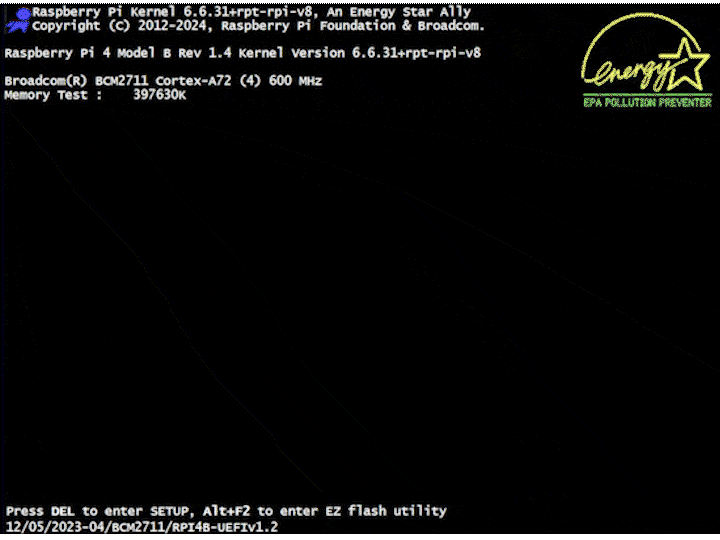 Raspberry Pi Kernel 6.6.31+rpt-rpi-v8, An Energy Star Ally
Copyright (C) 2012-2024, Raspberry Pi Foundation & Broadcom.
Raspberry Pi 4 Model B Rev 1.4 Kernel Version 6.6.31+rpt-rpi-v8
Broadcom(R) BCM2711 Cortex-A72 (4) 600 MHz
Memory Test : 397630K
energy
EPA POLLUTION PREVENTER
Press DEL to enter SETUP, Alt+F2 to enter EZ flash utility
12/05/2023-04/BCM2711/RPI4B-UEFIv1.2